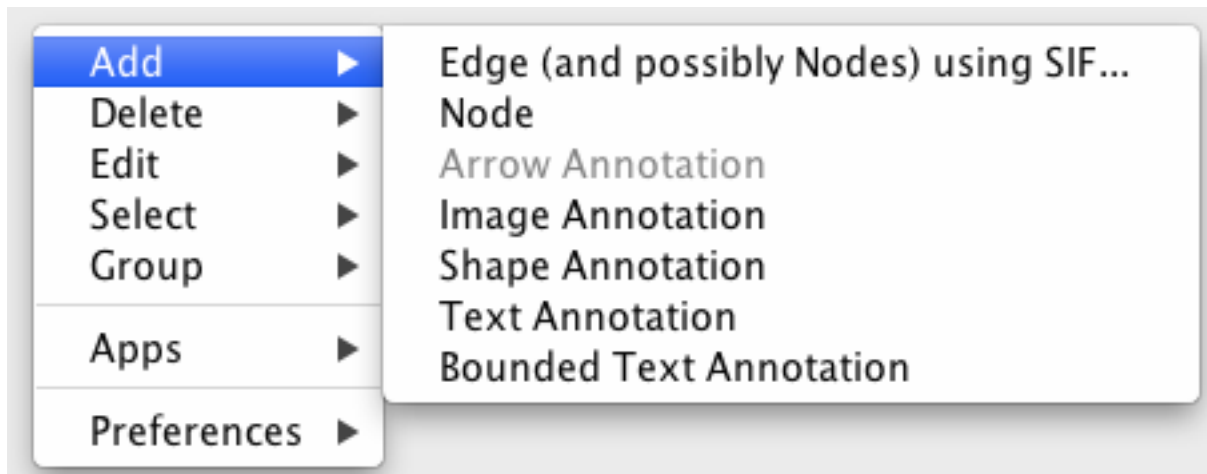 Add
Delete
Edit
Select
Group
Apps
Preferences
Edge (and possibly Nodes) using SIF...
Node
Arrow Annotation
Image Annotation
Shape Annotation
Text Annotation
Bounded Text Annotation